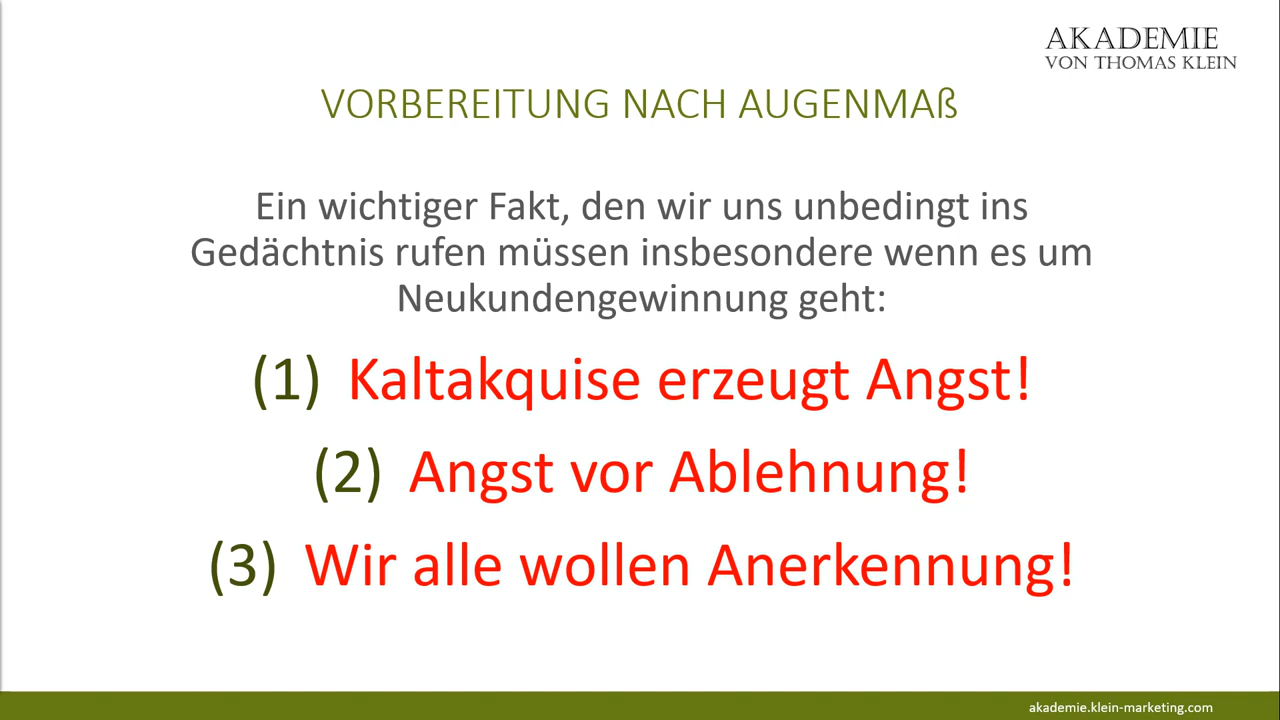 AKADEMIE
VON THOMAS KLEIN
VORBEREITUNG NACH AUGENMAß
Ein wichtiger Fakt, den wir uns unbedingt ins
Gedächtnis rufen müssen insbesondere wenn es um
Neukundengewinnung geht:
(1) Kaltakquise erzeugt Angst!
(2) Angst vor Ablehnung!
(3) Wir alle wollen Anerkennung!
akademie.klein-marketing.com